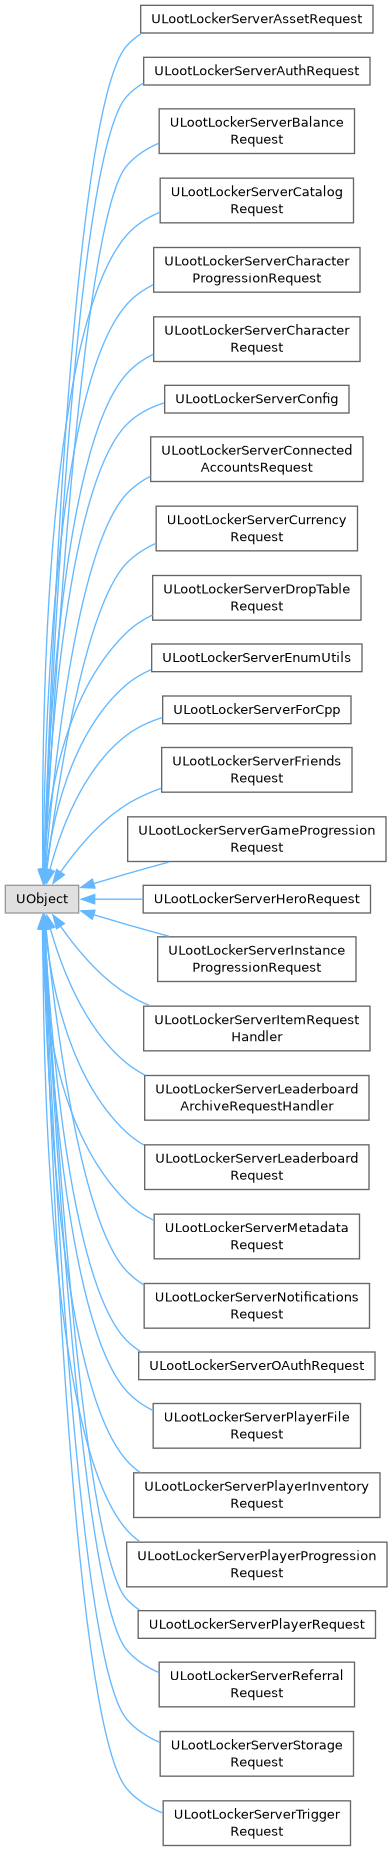 ULootLockerServerAssetRequest
ULootLockerServerAuthRequest
ULootLockerServerBalance
Request
ULootLockerServerCatalog
Request
ULootLockerServerCharacter
ProgressionRequest
ULootLockerServerCharacter
Request
ULootLockerServerConfig
ULootLockerServerConnected
AccountsRequest
ULootLockerServerCurrency
Request
ULootLockerServerDropTable
Request
ULootLockerServerEnumUtils
ULootLockerServerForCpp
ULootLockerServerFriends
Request
ULootLockerServerGameProgression
Request
UObject
ULootLockerServerHeroRequest
ULootLockerServerInstance
ProgressionRequest
ULootLockerServerItemRequest
Handler
ULootLockerServerLeaderboard
ArchiveRequestHandler
ULootLockerServerLeaderboard
Request
ULootLockerServerMetadata
Request
ULootLockerServerNotifications
Request
ULootLockerServerOAuthRequest
ULootLockerServerPlayerFile
Request
ULootLockerServerPlayerInventory
Request
ULootLockerServerPlayerProgression
Request
ULootLockerServerPlayerRequest
ULootLockerServerReferral
Request
ULootLockerServerStorage
Request
ULootLockerServerTrigger
Request